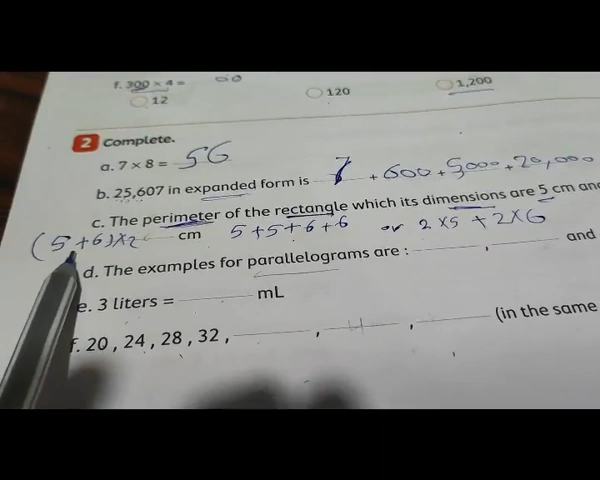 f. 300 × 4 =
12 120 1,200
2 Complete.
a. 7 × 8 = 56
b. 25,607 in expanded form is 7 + 600 + 5000 + 20,000
c. The perimeter of the rectangle which its dimensions are 5 cm and
(5+6)×2 cm 5+5+6+6 or 2×5 + 2×6
d. The examples for parallelograms are : , and
e. 3 liters = mL
f. 20 , 24 , 28 , 32 , , , (in the same